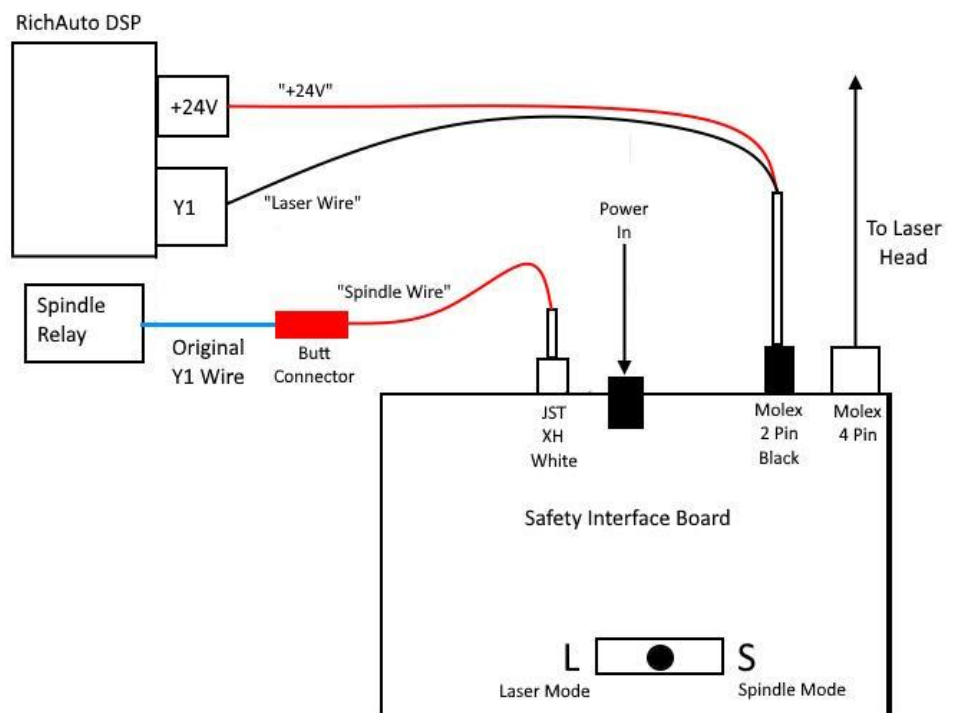 RichAuto DSP
+24V
"+24V"
Y1
"Laser Wire"
Power
In
To Laser
Head
Spindle
Relay
"Spindle Wire"
Original
Y1 Wire
Butt
Connector
JST
XH
White
Molex
2 Pin
Black
Molex
4 Pin
Safety Interface Board
L
S
Laser Mode
Spindle Mode